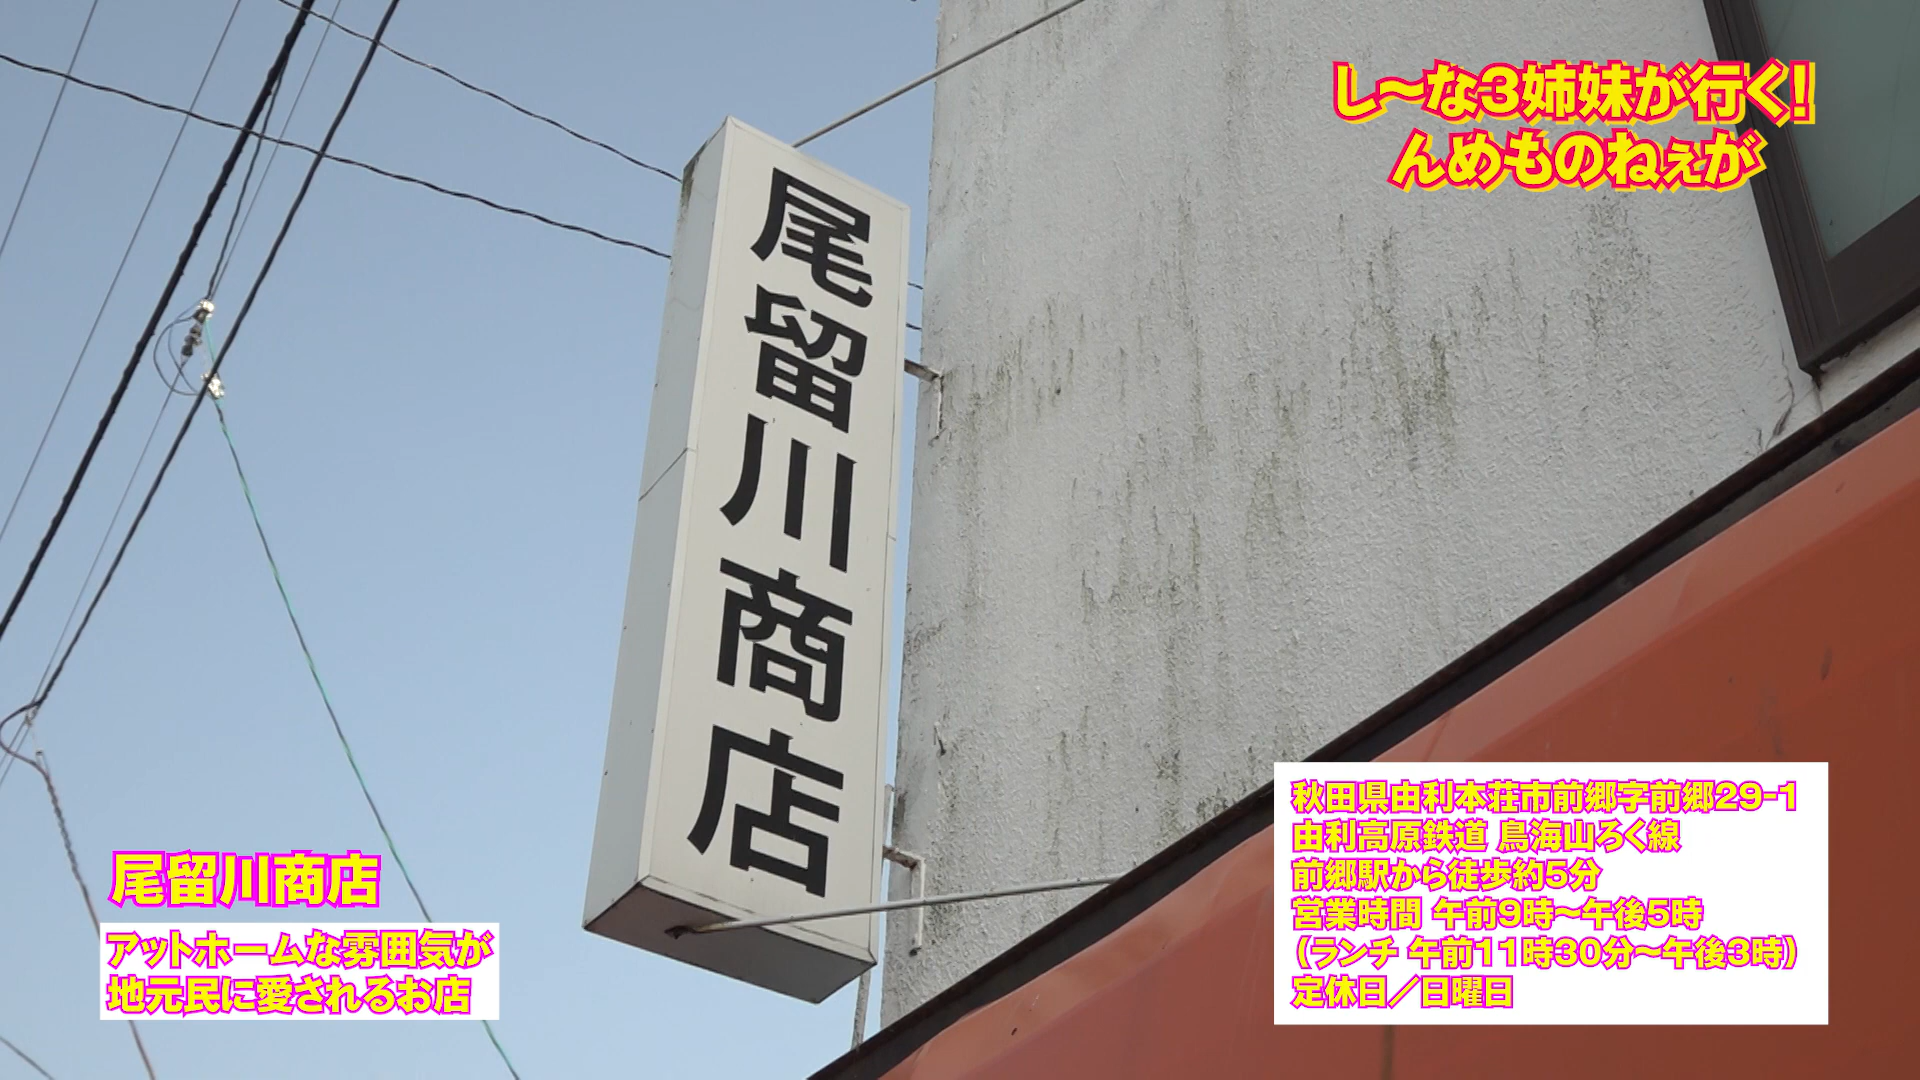 し～な3姉妹が行く!
んめものねぇが
尾留川商店
尾留川商店
アットホームな雰囲気が
地元民に愛されるお店
秋田県由利本荘市前郷字前郷29-1
由利高原鉄道 鳥海山ろく線
前郷駅から徒歩約5分
営業時間 午前9時～午後5時
(ランチ 午前11時30分～午後3時)
定休日／日曜日